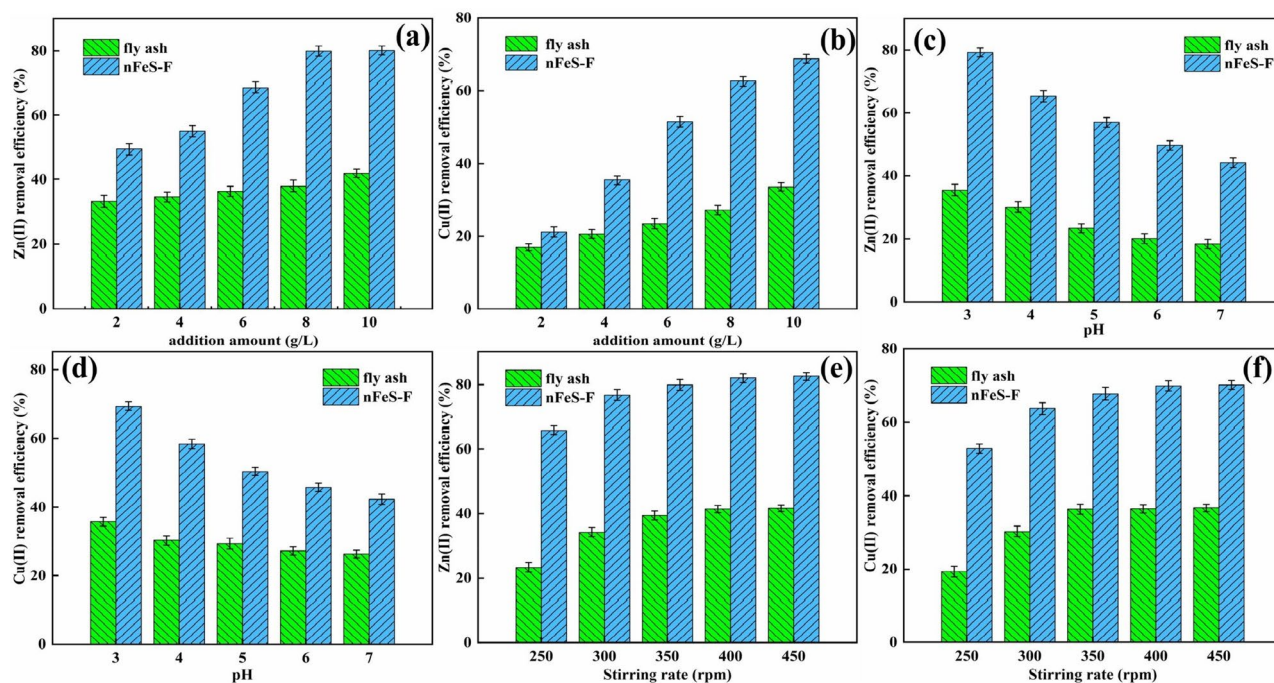 (a)
fly ash
nFeS-F
Zn(II) removal efficiency (%)
80
60
40
20
0
2 4 6 8 10
addition amount (g/L)
(b)
fly ash
nFeS-F
Cu(II) removal efficiency (%)
80
60
40
20
0
2 4 6 8 10
addition amount (g/L)
(c)
fly ash
nFeS-F
Zn(II) removal efficiency (%)
80
60
40
20
0
3 4 5 6 7
pH
(d)
fly ash
nFeS-F
Cu(II) removal efficiency (%)
80
60
40
20
0
3 4 5 6 7
pH
(e)
fly ash
nFeS-F
Zn(II) removal efficiency (%)
80
60
40
20
0
250 300 350 400 450
Stirring rate (rpm)
(f)
fly ash
nFeS-F
Cu(II) removal efficiency (%)
80
60
40
20
0
250 300 350 400 450
Stirring rate (rpm)